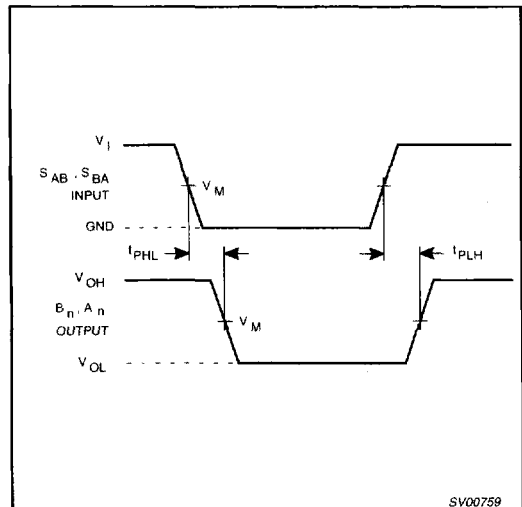 V_I
S_AB, S_BA
INPUT
V_M
GND
t_PHL
t_PLH
V_OH
B_n, A_n
OUTPUT
V_M
V_OL
SV00759